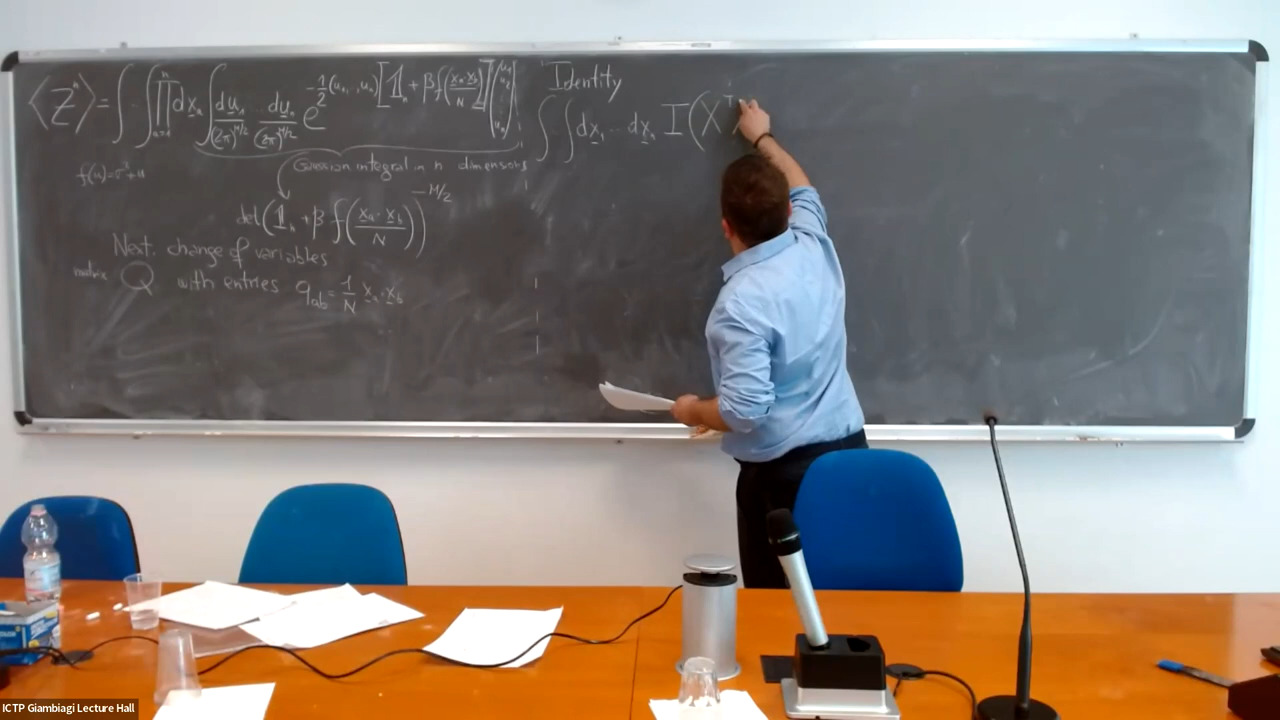 ⟨Zⁿ⟩ = ∫…∫ ∏_{a=1}^{n} dx_a ∫ du_1/(2π)^{M/2} … du_n/(2π)^{M/2} e^{-1/2 (u_1,…,u_n)[𝟙_n + β f(x_a·x_b/N)](u_1 u_2 ⋮ u_n)}
f(u)=σ²+u
Gaussian integral in n dimensions
det(𝟙_n + β f(x_a·x_b/N))^{-M/2}
Next: change of variables
matrix Q with entries q_ab = 1/N x_a·x_b
Identity
∫…∫ dx_1 … dx_n I(X^T
ICTP Giambiagi Lecture Hall